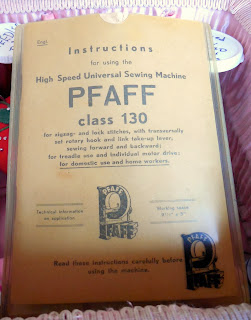 Engl.
Instructions
for using the
High Speed Universal Sewing Machine
PFAFF
class 130
for zigzag- and lock stitches, with transversally
set rotary hook and link take-up lever,
sewing forward and backward;
for treadle use and individual motor drive;
for domestic use and home workers.
Technical information
on application
PFAFF
PFAFF
Working space
Read these instructions carefully before
using the machine.
PFAFF